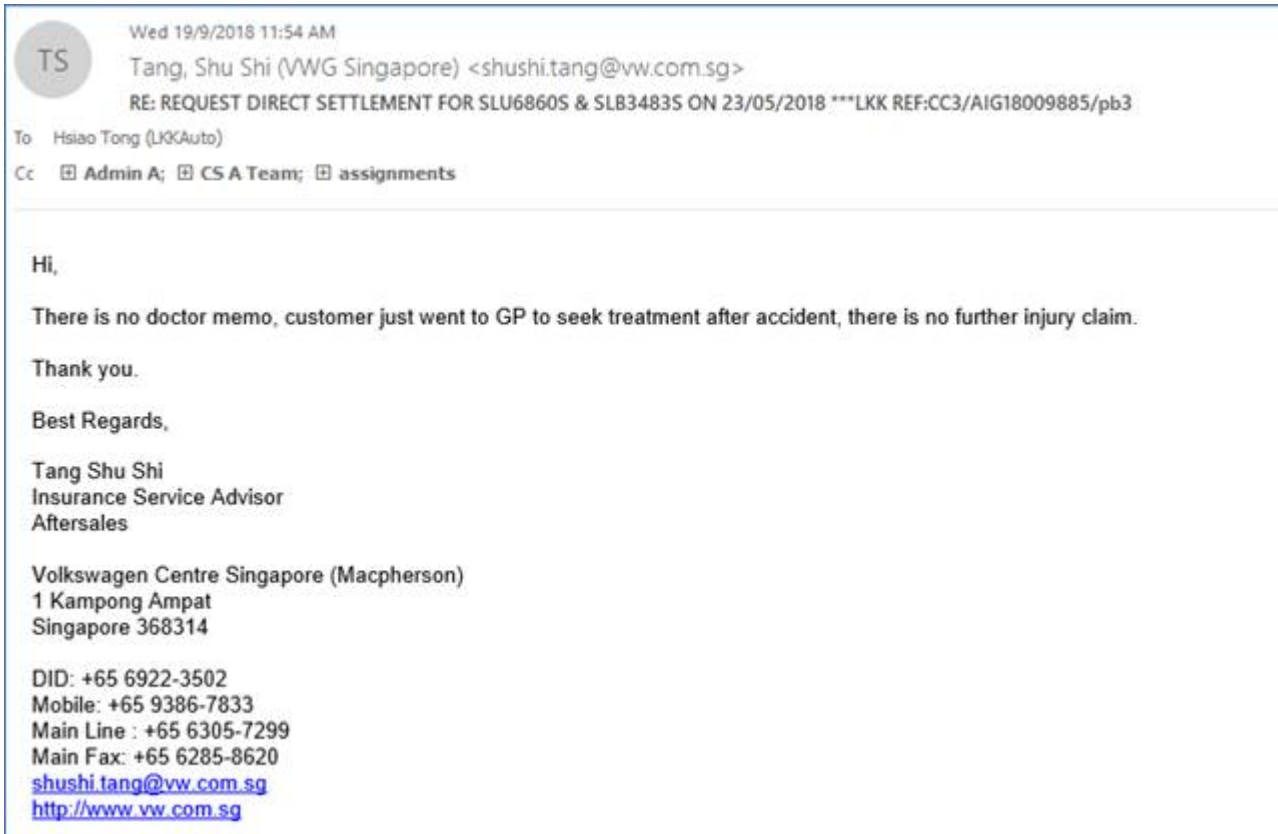 TS
Wed 19/9/2018 11:54 AM
Tang, Shu Shi (VWG Singapore) <shushi.tang@vw.com.sg>
RE: REQUEST DIRECT SETTLEMENT FOR SLU6860S & SLB3483S ON 23/05/2018 ***LKK REF:CC3/AIG18009885/pb3
To Hsiao Tong (LKKAuto)
Cc Admin A; CS A Team; assignments
Hi,
There is no doctor memo, customer just went to GP to seek treatment after accident, there is no further injury claim.
Thank you.
Best Regards,
Tang Shu Shi
Insurance Service Advisor
Aftersales
Volkswagen Centre Singapore (Macpherson)
1 Kampong Ampat
Singapore 368314
DID: +65 6922-3502
Mobile: +65 9386-7833
Main Line : +65 6305-7299
Main Fax: +65 6285-8620
shushi.tang@vw.com.sg
http://www.vw.com.sg